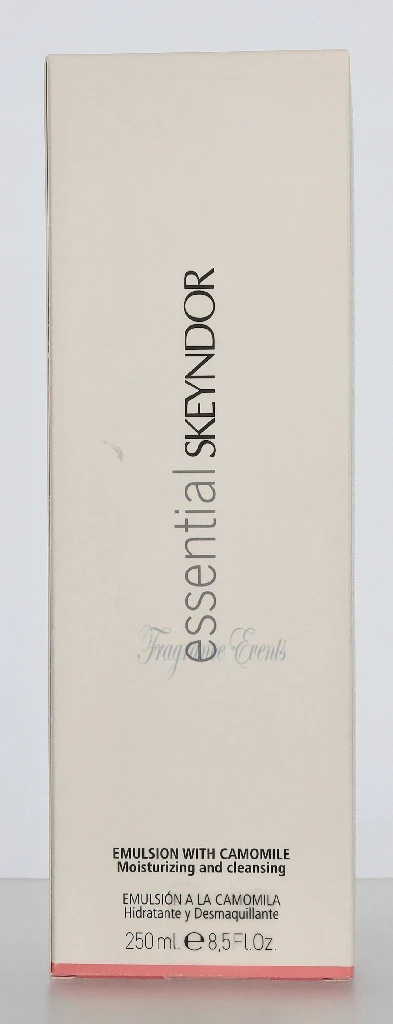 essential SKEYNDOR
Fragrance Events
EMULSION WITH CAMOMILE
Moisturizing and cleansing
EMULSIÓN A LA CAMOMILA
Hidratante y Desmaquillante
250 ml. e 8,5 Fl.Oz.